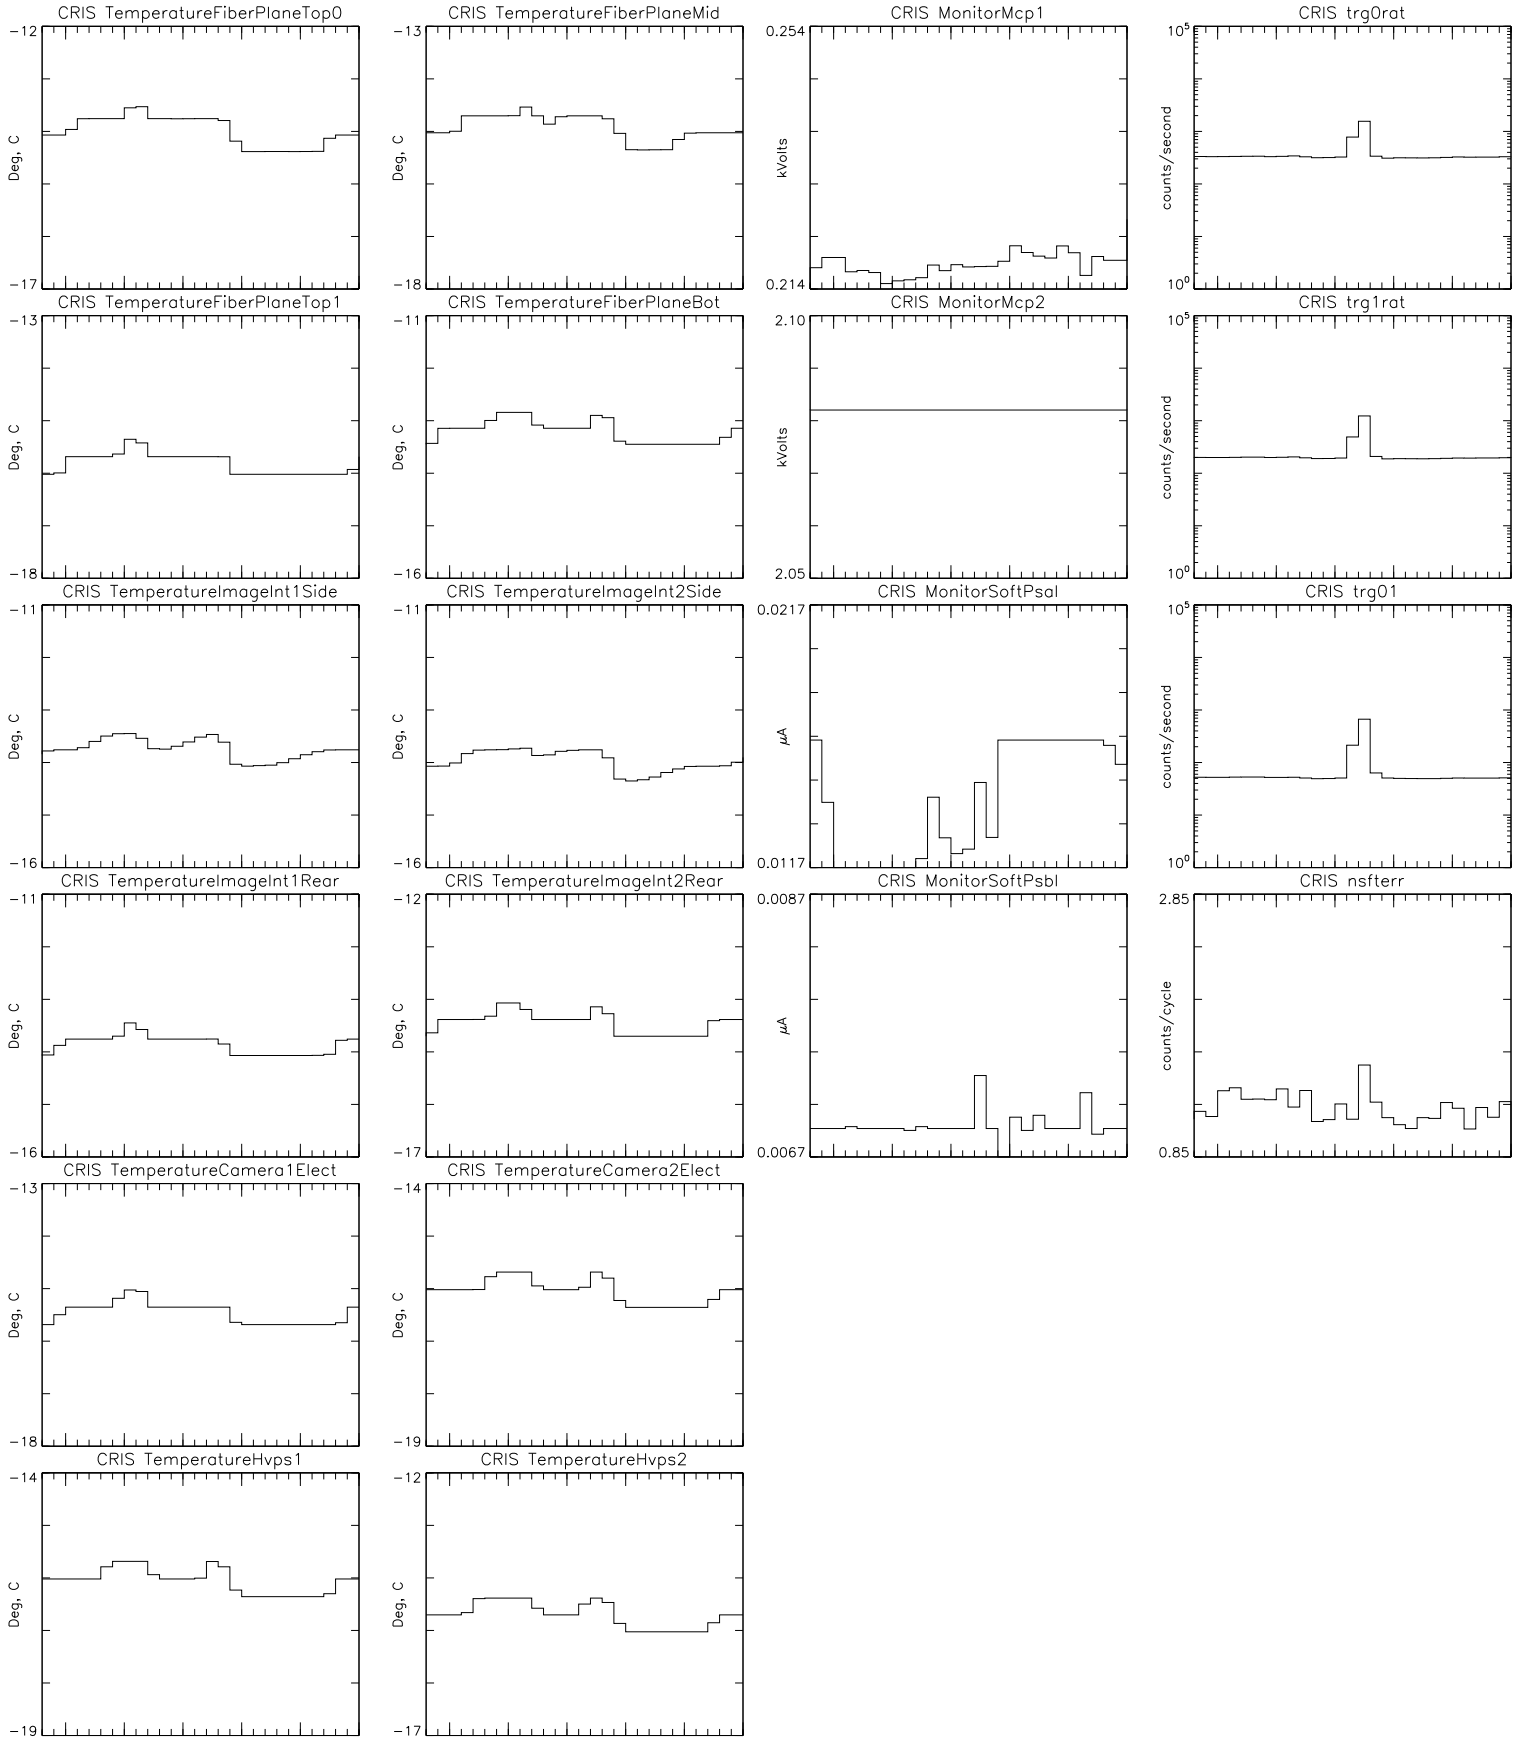 CRIS TemperatureFiberPlaneTop0
-12
Deg, C
-17
CRIS TemperatureFiberPlaneMid
-13
Deg, C
-18
CRIS MonitorMcp1
0.254
kVolts
0.214
CRIS trg0rat
10^5
counts/second
10^0
CRIS TemperatureFiberPlaneTop1
-13
Deg, C
-18
CRIS TemperatureFiberPlaneBot
-11
Deg, C
-16
CRIS MonitorMcp2
2.10
kVolts
2.05
CRIS trg1rat
10^5
counts/second
10^0
CRIS TemperatureImageInt1Side
-11
Deg, C
-16
CRIS TemperatureImageInt2Side
-11
Deg, C
-16
CRIS MonitorSoftPsaI
0.0217
μA
0.0117
CRIS trg01
10^5
counts/second
10^0
CRIS TemperatureImageInt1Rear
-11
Deg, C
-16
CRIS TemperatureImageInt2Rear
-12
Deg, C
-17
CRIS MonitorSoftPsbI
0.0087
μA
0.0067
CRIS nsfterr
2.85
counts/cycle
0.85
CRIS TemperatureCamera1Elect
-13
Deg, C
-18
CRIS TemperatureCamera2Elect
-14
Deg, C
-19
CRIS TemperatureHvps1
-14
Deg, C
-19
CRIS TemperatureHvps2
-12
Deg, C
-17